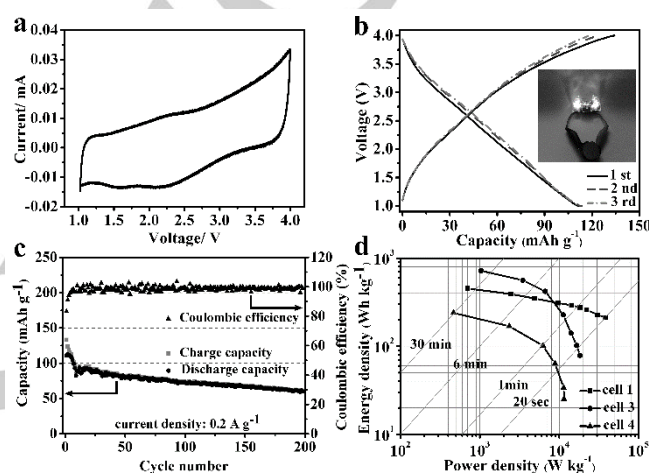 a
0.04
0.03
0.02
0.01
0.00
-0.01
-0.02
Current/ mA
1.0 1.5 2.0 2.5 3.0 3.5 4.0
Voltage/ V
b
4.0
3.5
3.0
2.5
2.0
1.5
1.0
Voltage (V)
1 st
2 nd
3 rd
0 30 60 90 120 150
Capacity (mAh g⁻¹)
c
250
200
150
100
50
0
Capacity (mAh g⁻¹)
Coulombic efficiency
Charge capacity
Discharge capacity
current density: 0.2 A g⁻¹
120
100
80
60
40
20
0
Coulombic efficiency (%)
0 50 100 150 200
Cycle number
d
10³
10²
10¹
Energy density (Wh kg⁻¹)
30 min
6 min
1min
20 sec
cell 1
cell 3
cell 4
10² 10³ 10⁴ 10⁵
Power density (W kg⁻¹)